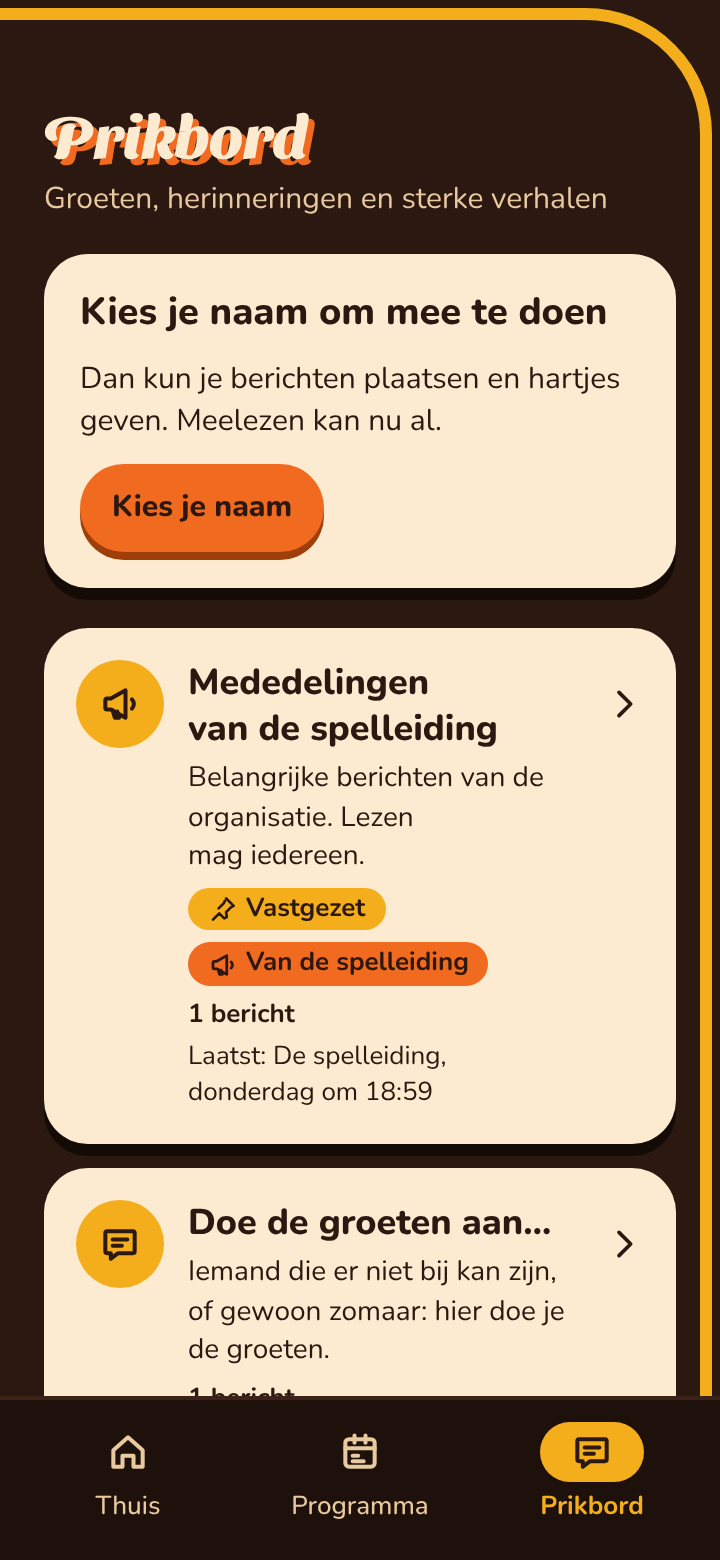 Prikbord
Groeten, herinneringen en sterke verhalen
Kies je naam om mee te doen
Dan kun je berichten plaatsen en hartjes
geven. Meelezen kan nu al.
Kies je naam
Mededelingen
van de spelleiding
Belangrijke berichten van de
organisatie. Lezen
mag iedereen.
Vastgezet
Van de spelleiding
1 bericht
Laatst: De spelleiding,
donderdag om 18:59
Doe de groeten aan...
Iemand die er niet bij kan zijn,
of gewoon zomaar: hier doe je
de groeten.
1 bericht
Thuis
Programma
Prikbord